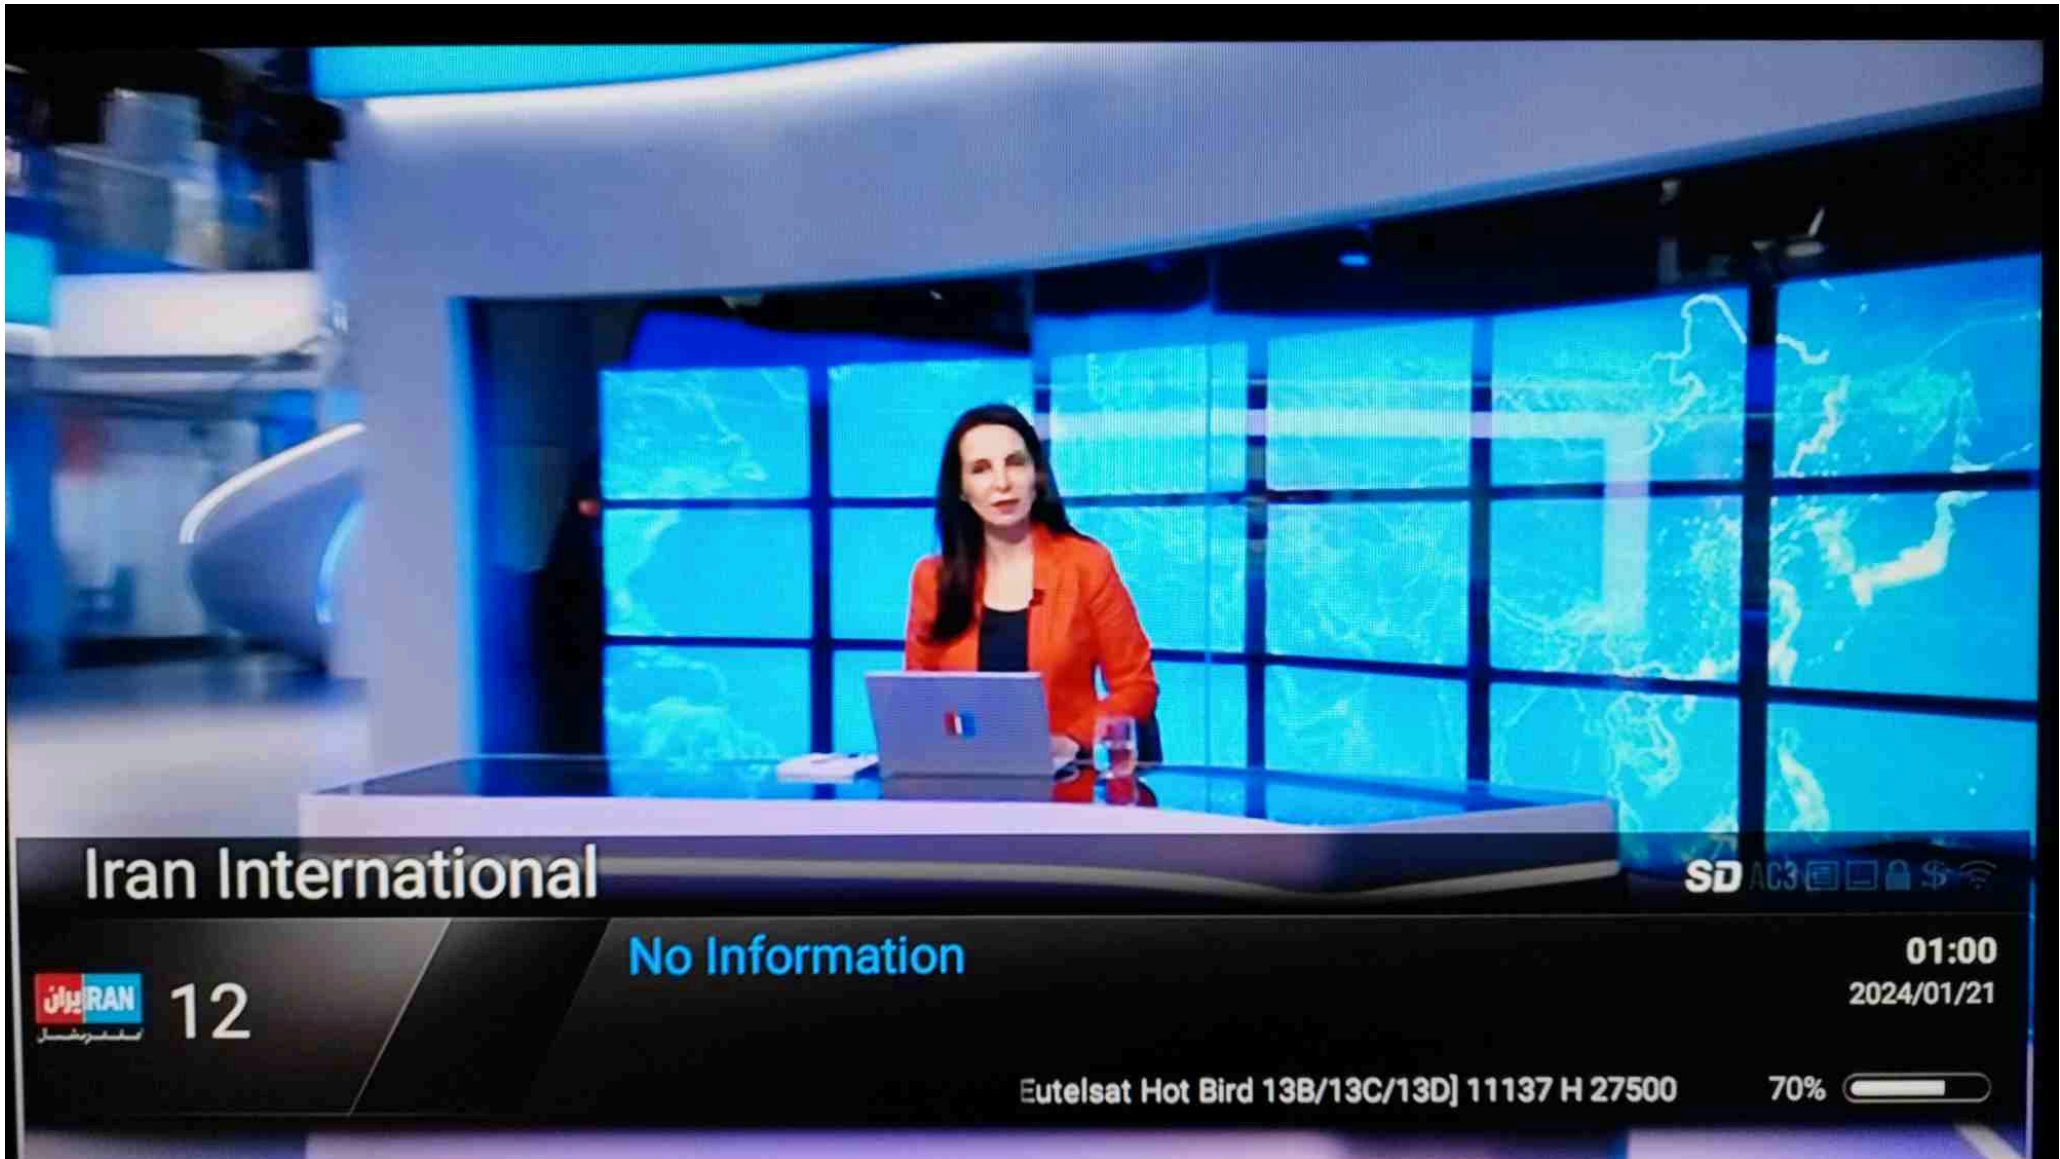 Iran International
SD AC3 $
No Information
01:00
2024/01/21
ایران IRAN
اینترنشنال
12
Eutelsat Hot Bird 13B/13C/13D] 11137 H 27500
70%